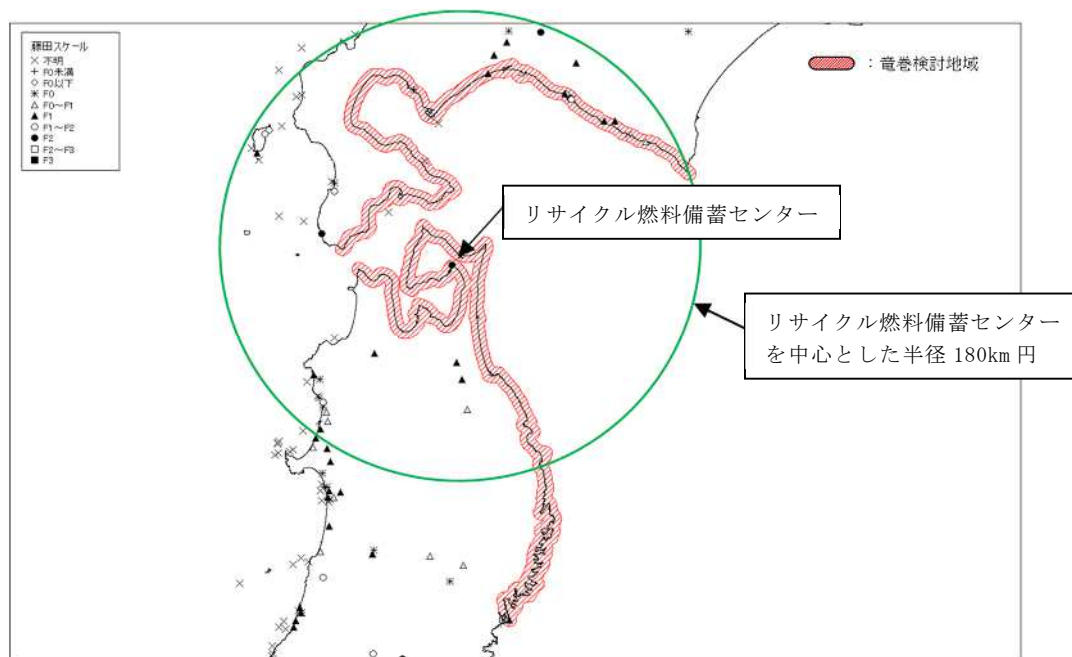 藤田スケール
× 不明
+ F0未満
◇ F0以下
✳ F0
△ F0～F1
▲ F1
○ F1～F2
● F2
□ F2～F3
■ F3
：竜巻検討地域
リサイクル燃料備蓄センター
リサイクル燃料備蓄センター
を中心とした半径 180km 円